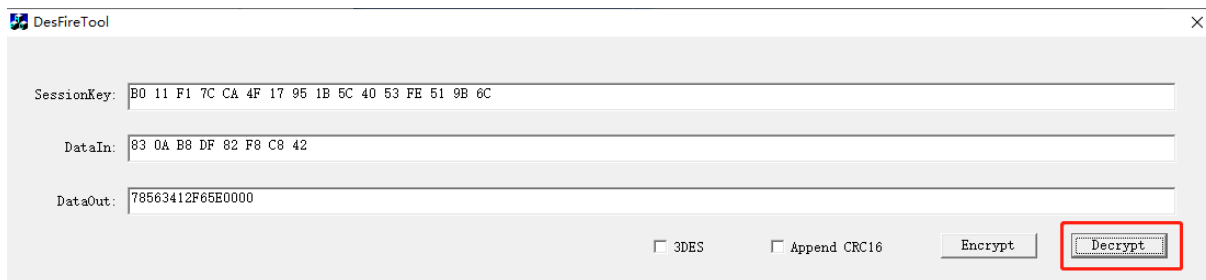 DesFireTool
SessionKey: B0 11 F1 7C CA 4F 17 95 1B 5C 40 53 FE 51 9B 6C
DataIn: 83 0A B8 DF 82 F8 C8 42
DataOut: 78563412F65E0000
3DES Append CRC16 Encrypt Decrypt